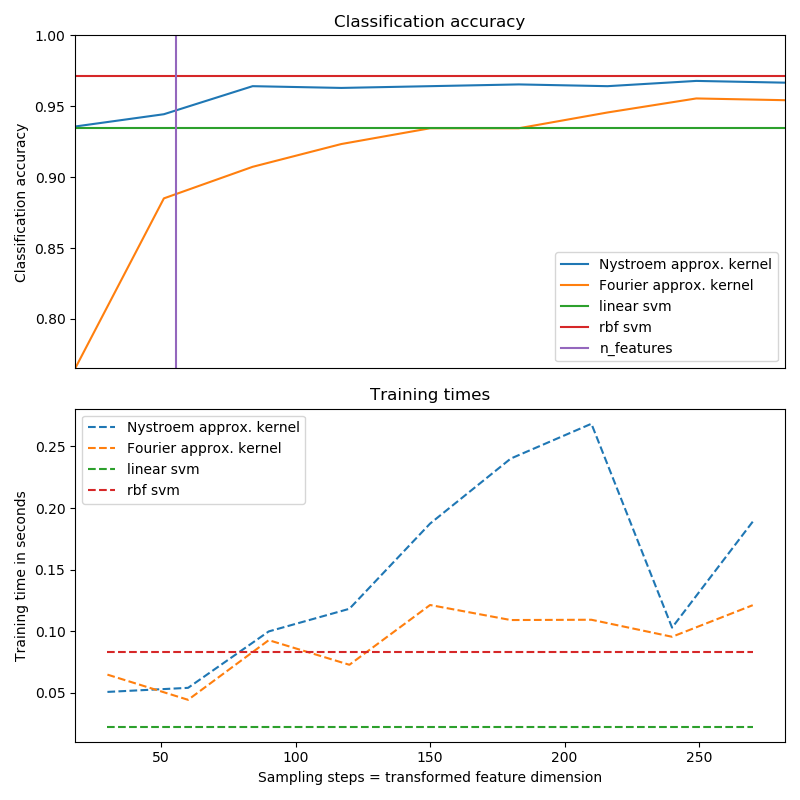 Classification accuracy
1.00
0.95
0.90
0.85
0.80
Classification accuracy
Nystroem approx. kernel
Fourier approx. kernel
linear svm
rbf svm
n_features
Training times
0.25
0.20
0.15
0.10
0.05
Training time in seconds
Nystroem approx. kernel
Fourier approx. kernel
linear svm
rbf svm
50 100 150 200 250
Sampling steps = transformed feature dimension